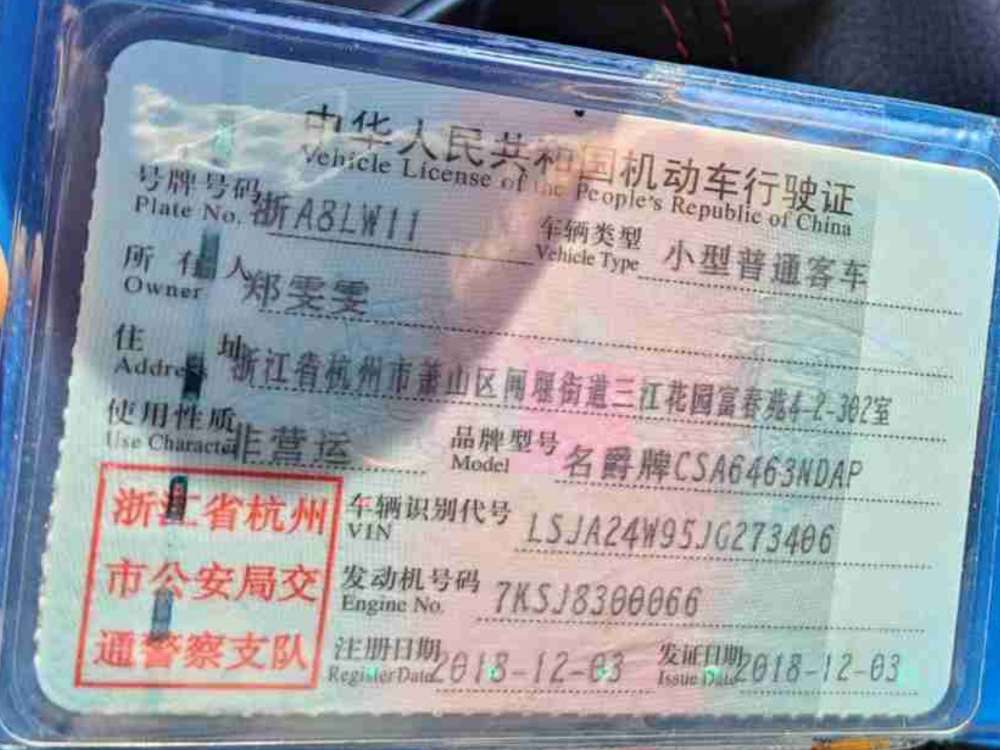 中华人民共和国机动车行驶证
Vehicle License of the People's Republic of China
号牌号码 浙A8LW11 车辆类型 小型普通客车
Plate No. Vehicle Type
所有人 郑雯雯
Owner
住址 浙江省杭州市萧山区闻堰街道三江花园富春苑4-2-302室
Address
使用性质 非营运 品牌型号 名爵牌CSA6463NDAP
Use Character Model
浙江省杭州 车辆识别代号 LSJA24W95JG273406
VIN
市公安局交 发动机号码 7KSJ8300066
Engine No.
通警察支队 注册日期 2018-12-03 发证日期 2018-12-03
Register Date Issue Date